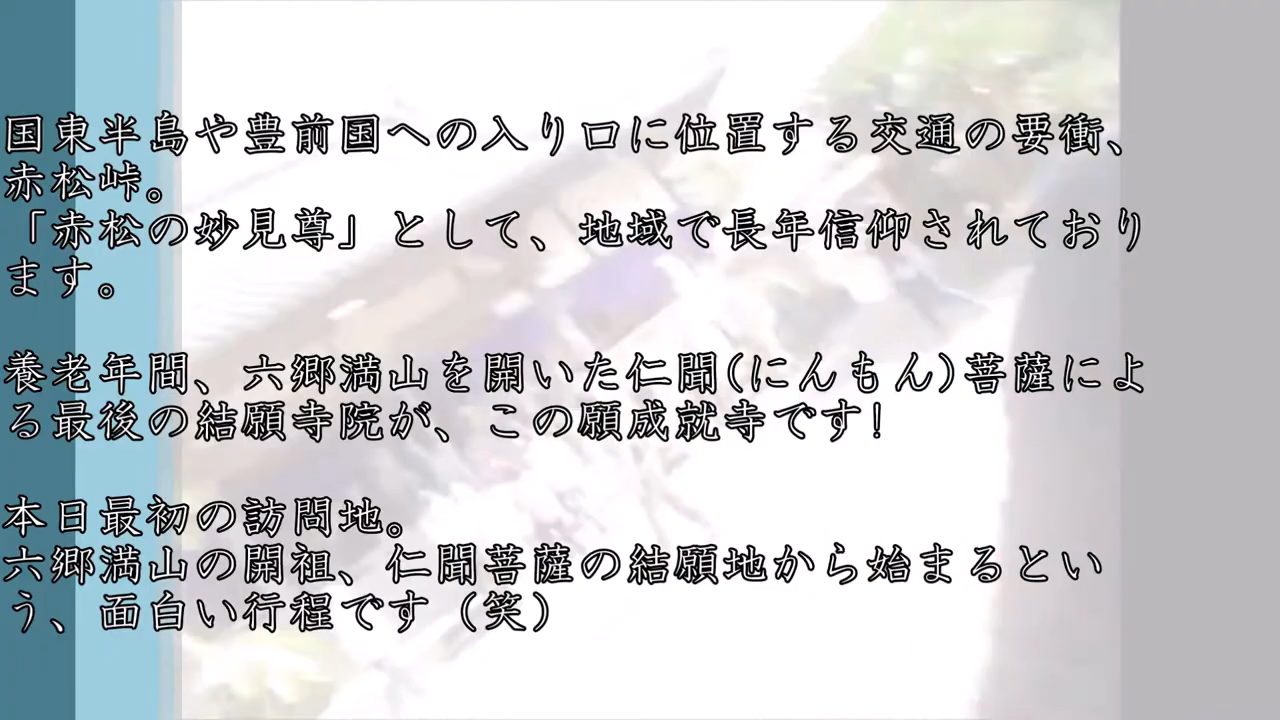 国東半島や豊前国への入り口に位置する交通の要衝、
赤松峠。
「赤松の妙見尊」として、地域で長年信仰されており
ます。
養老年間、六郷満山を開いた仁聞(にんもん)菩薩によ
る最後の結願寺院が、この願成就寺です!
本日最初の訪問地。
六郷満山の開祖、仁聞菩薩の結願地から始まるとい
う、面白い行程です（笑）